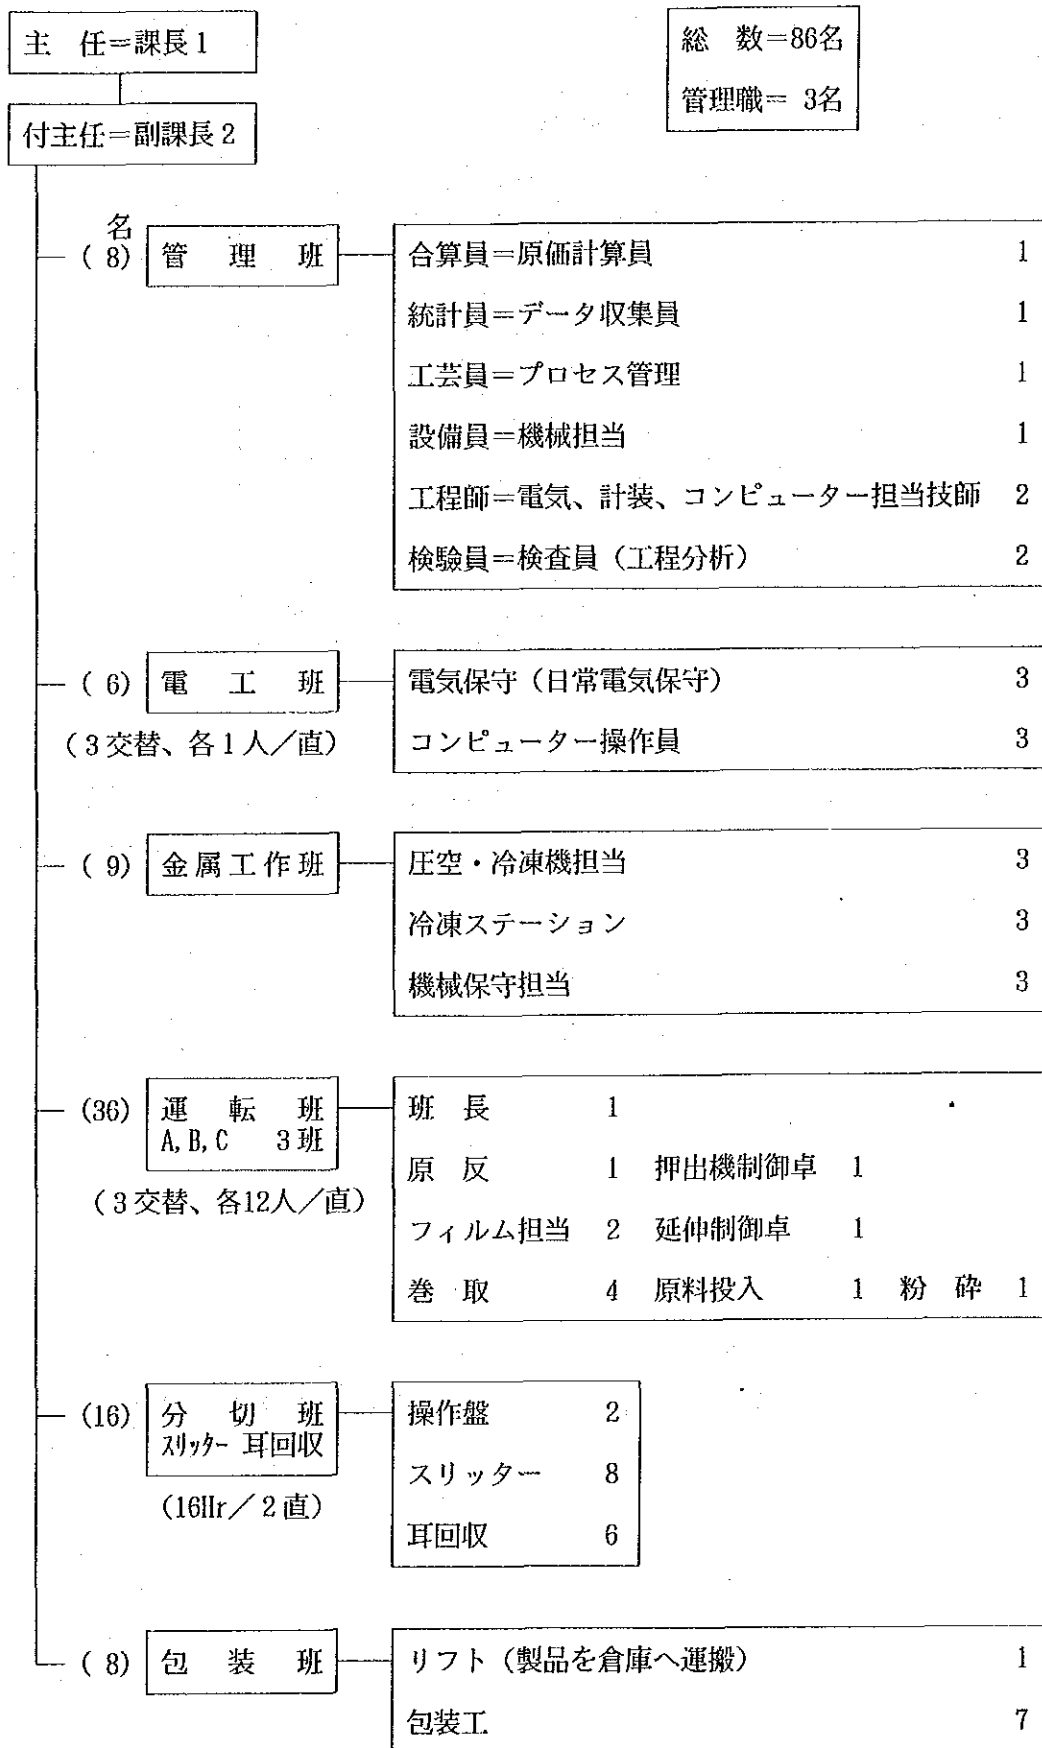 主 任＝課長1
総 数＝86名
管理職＝ 3名
付主任＝副課長2
名
( 8) 管 理 班
合算員＝原価計算員 1
統計員＝データ収集員 1
工芸員＝プロセス管理 1
設備員＝機械担当 1
工程師＝電気、計装、コンピューター担当技師 2
検験員＝検査員（工程分析） 2
( 6) 電 工 班
電気保守（日常電気保守） 3
（3交替、各1人／直）
コンピューター操作員 3
( 9) 金属工作班
圧空・冷凍機担当 3
冷凍ステーション 3
機械保守担当 3
(36) 運 転 班
A,B,C 3班
班 長 1
原 反 1 押出機制御卓 1
（3交替、各12人／直）
フィルム担当 2 延伸制御卓 1
巻 取 4 原料投入 1 粉 砕 1
(16) 分 切 班
スリッター 耳回収
操作盤 2
スリッター 8
(16Hr／2直)
耳回収 6
( 8) 包 装 班
リフト（製品を倉庫へ運搬） 1
包装工 7